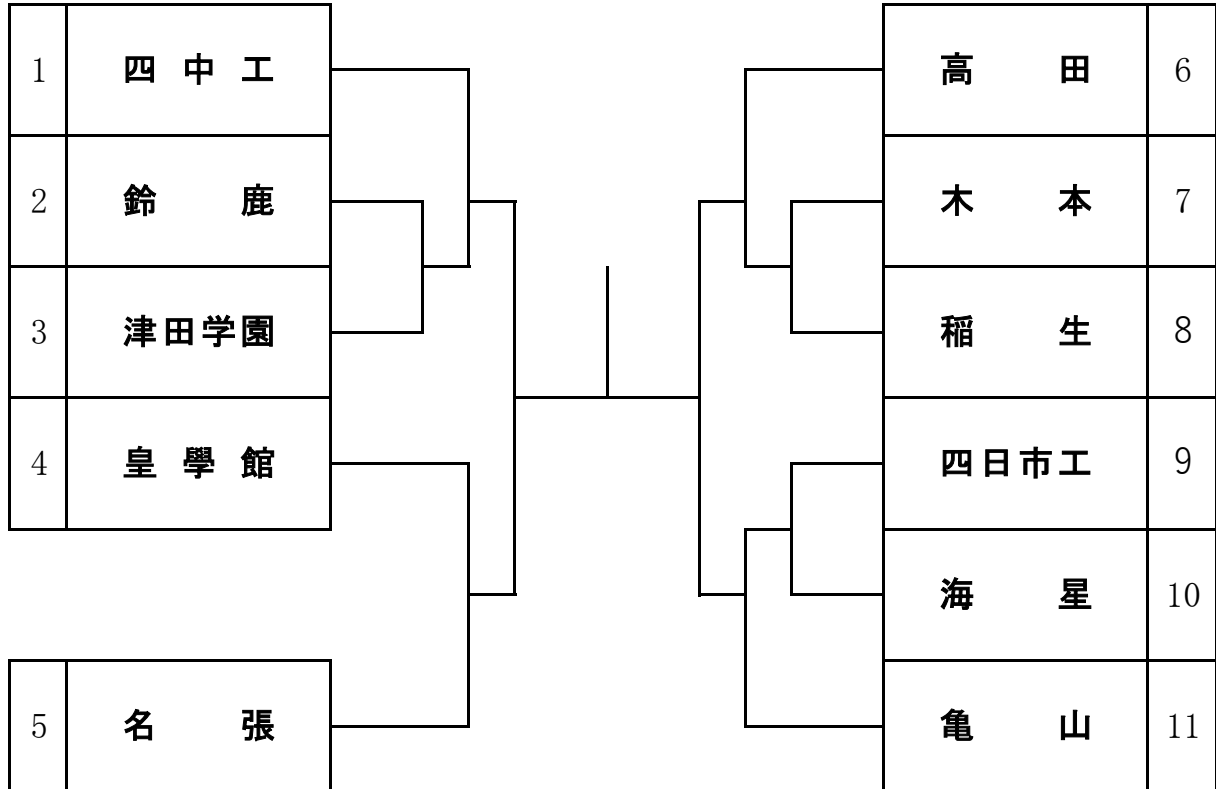 1 四中工
2 鈴鹿
3 津田学園
4 皇學館
5 名張
高田 6
木本 7
稲生 8
四日市工 9
海星 10
亀山 11